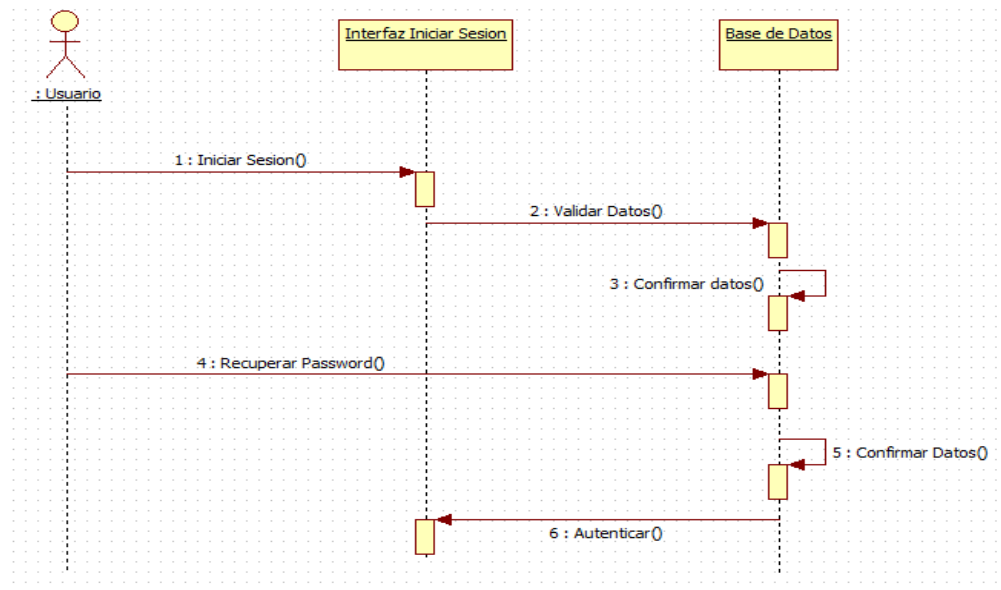 Interfaz Iniciar Sesion
Base de Datos
: Usuario
1 : Iniciar Sesion()
2 : Validar Datos()
3 : Confirmar datos()
4 : Recuperar Password()
5 : Confirmar Datos()
6 : Autenticar()